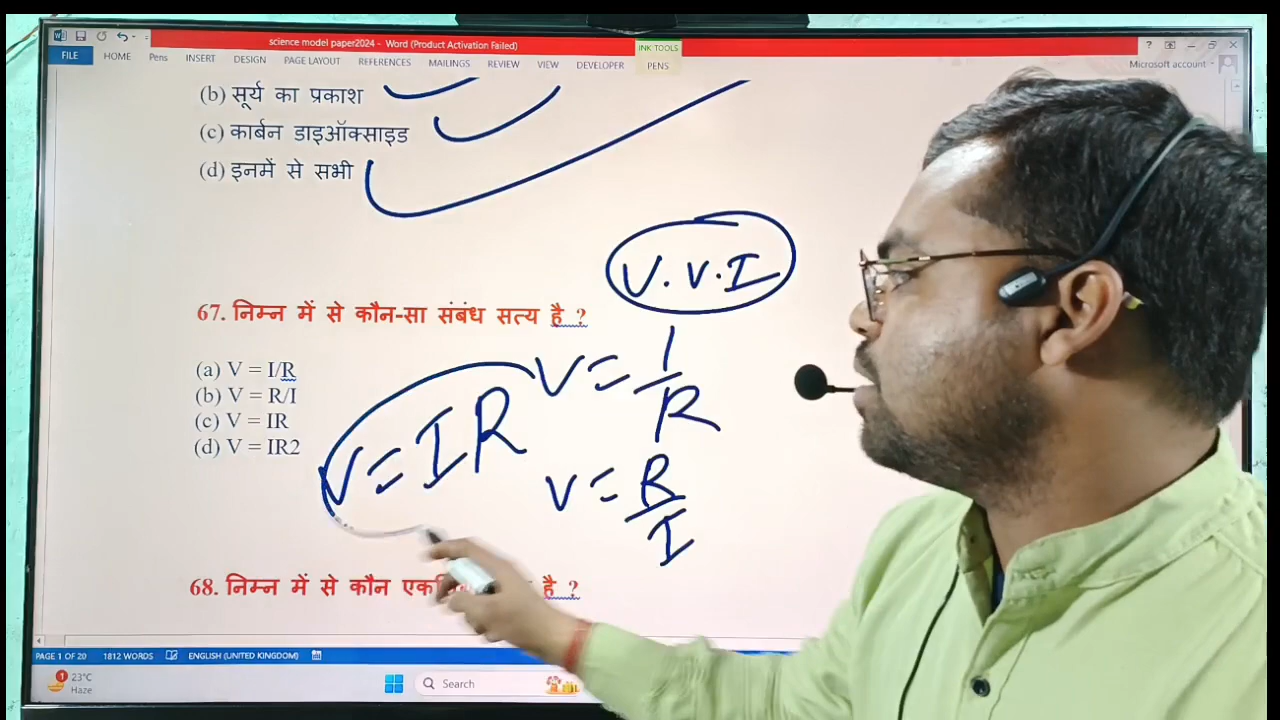 science model paper2024 - Word (Product Activation Failed)
INK TOOLS
FILE HOME Pens INSERT DESIGN PAGE LAYOUT REFERENCES MAILINGS REVIEW VIEW DEVELOPER PENS
Microsoft account
(b) सूर्य का प्रकाश
(c) कार्बन डाइऑक्साइड
(d) इनमें से सभी
V.V.I
67. निम्न में से कौन-सा संबंध सत्य है ?
(a) V = I/R
(b) V = R/I
(c) V = IR
(d) V = IR2
V = I/R
V = IR
V = R/I
68. निम्न में से कौन है ?
PAGE 1 OF 20 1812 WORDS ENGLISH (UNITED KINGDOM)
1
23°C
Haze
Search